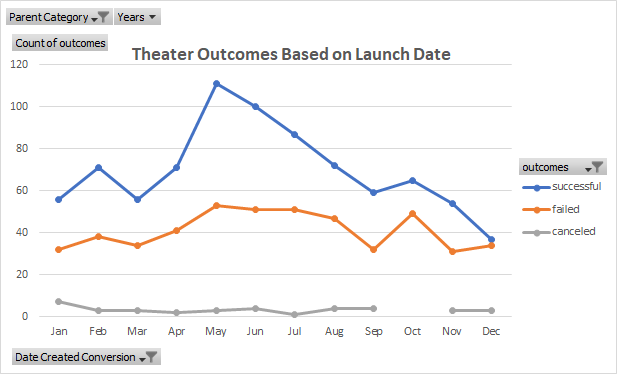 Parent Category Years
Count of outcomes
Theater Outcomes Based on Launch Date
120
100
80
60
40
20
0
Jan Feb Mar Apr May Jun Jul Aug Sep Oct Nov Dec
outcomes
successful
failed
canceled
Date Created Conversion